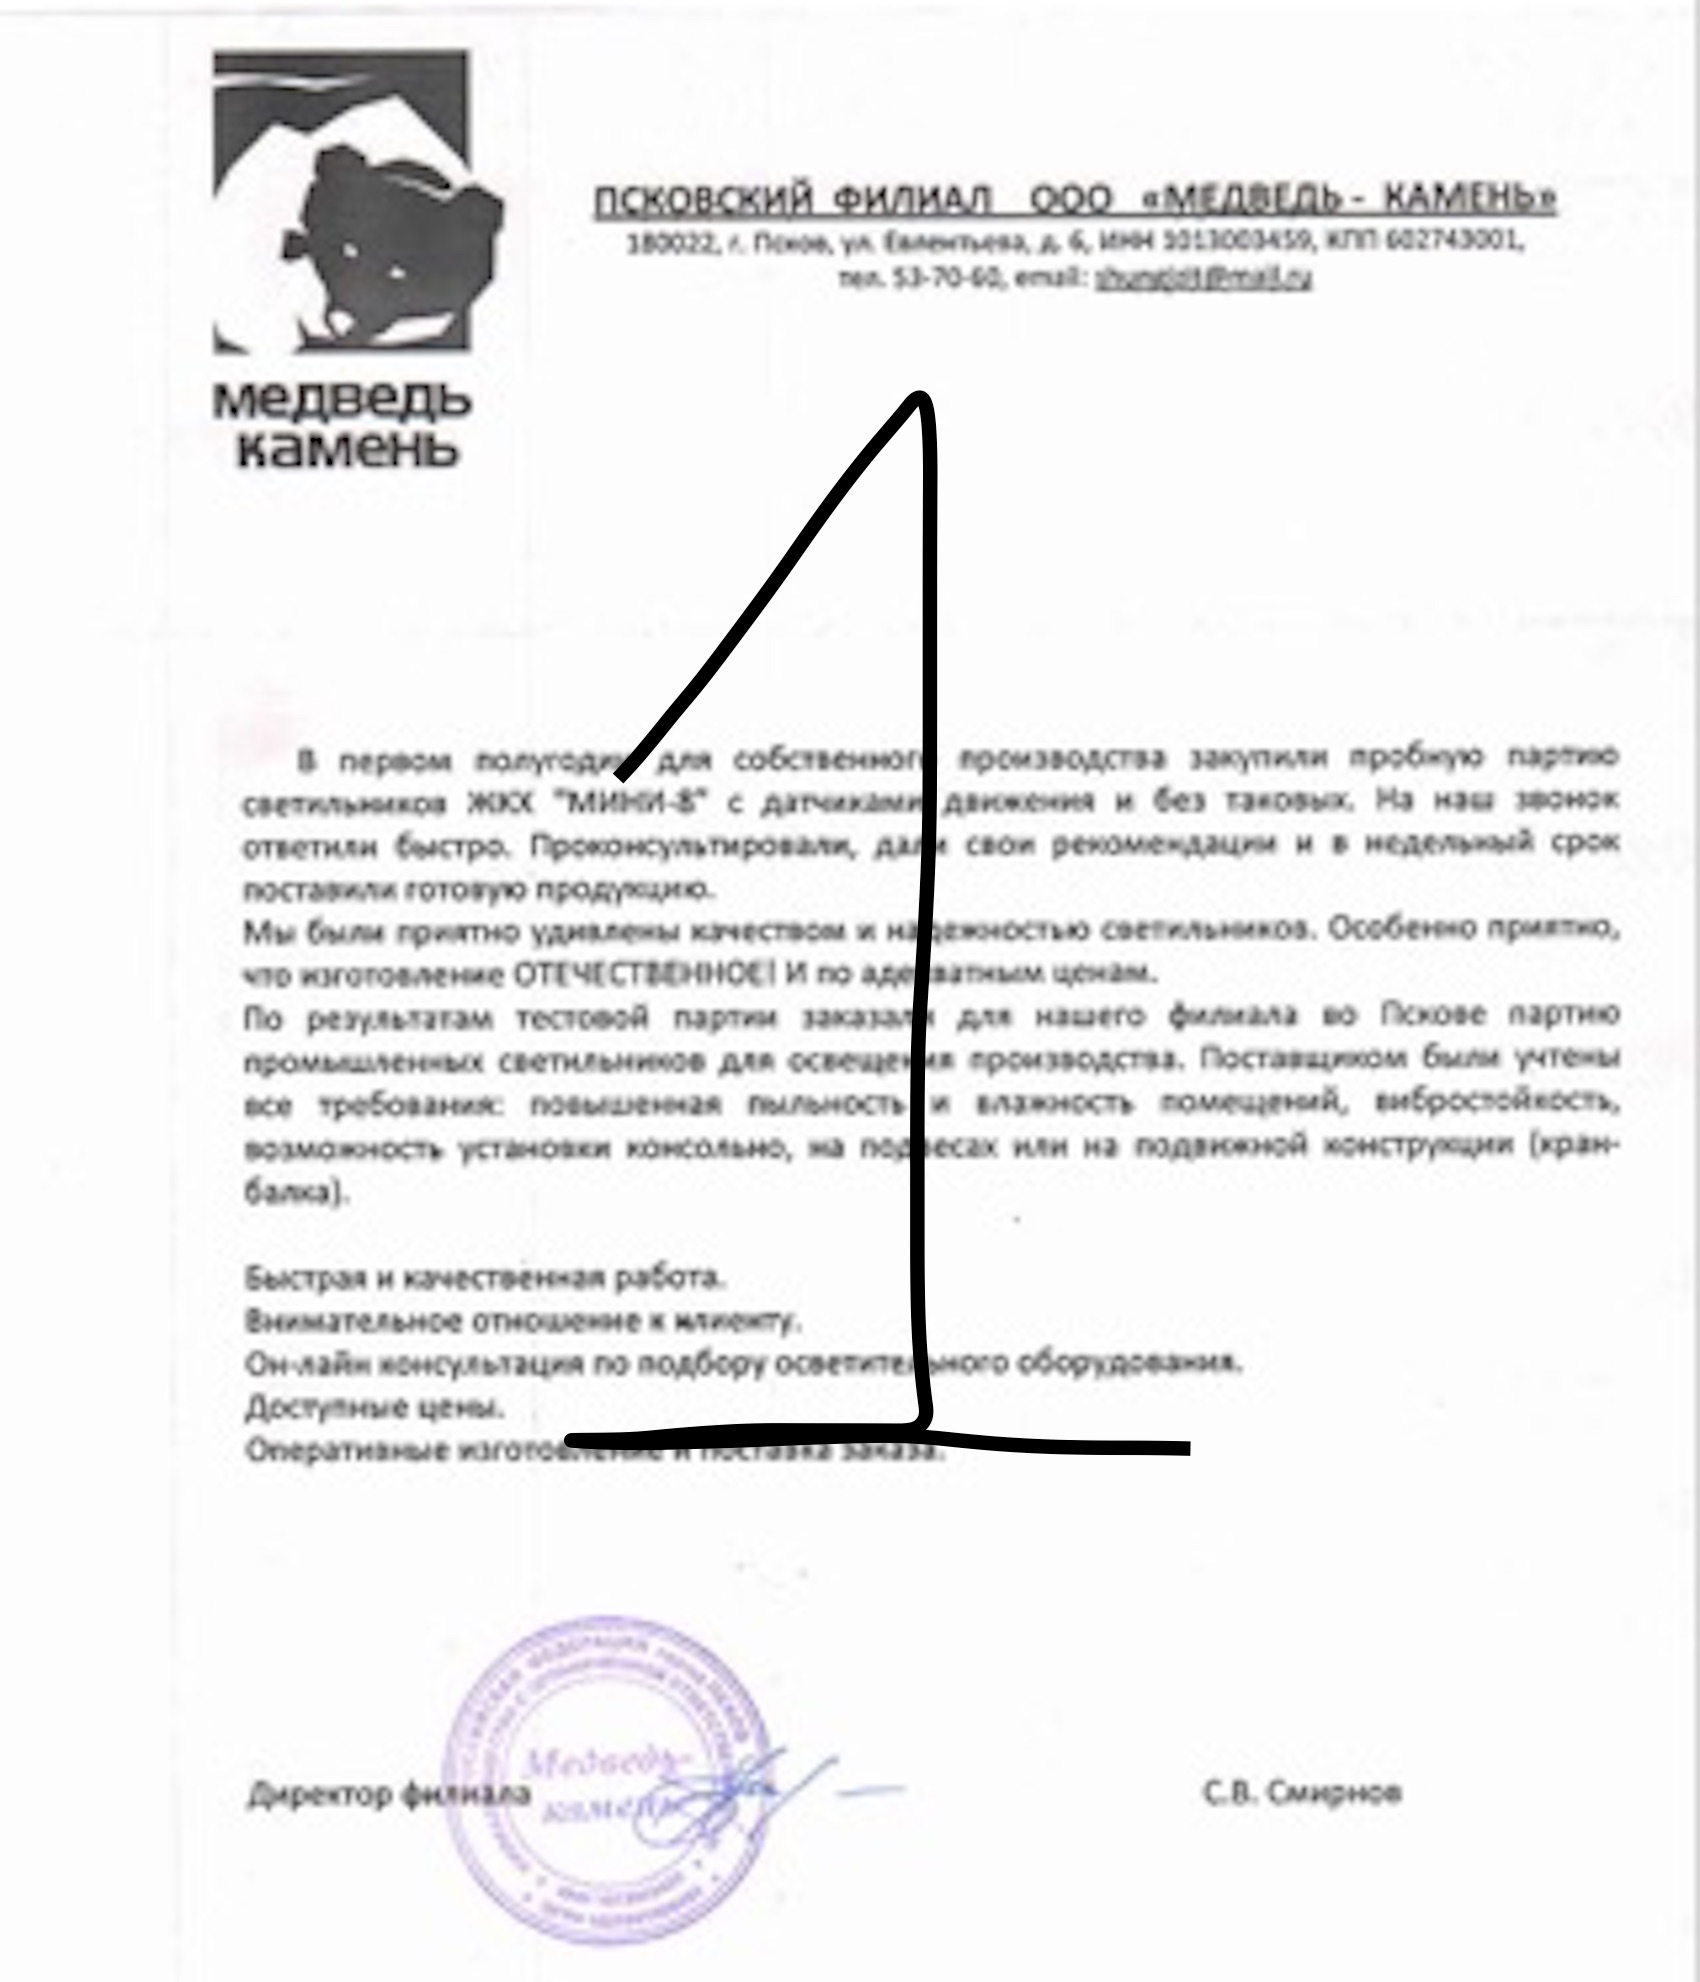 медведь
камень
ПСКОВСКИЙ ФИЛИАЛ ООО «МЕДВЕДЬ - КАМЕНЬ»
180022, г. Псков, ул. Евлентьева, д. 6, ИНН 1013003459, КПП 602743001,
тел. 53-70-60, email:
1
В первом полугодии для собственного производства закупили пробную партию
светильников ЖКХ "МИНИ-8" с датчиками движения и без таковых. На наш звонок
ответили быстро. Проконсультировали, дали свои рекомендации и в недельный срок
поставили готовую продукцию.
Мы были приятно удивлены качеством и надежностью светильников. Особенно приятно,
что изготовление ОТЕЧЕСТВЕННОЕ! И по адекватным ценам.
По результатам тестовой партии заказали для нашего филиала во Пскове партию
промышленных светильников для освещения производства. Поставщиком были учтены
все требования: повышенная пыльность и влажность помещений, вибростойкость,
возможность установки консольно, на подвесах или на подвижной конструкции (кран-
балка).
Быстрая и качественная работа.
Внимательное отношение к клиенту.
Он-лайн консультация по подбору осветительного оборудования.
Доступные цены.
Оперативные изготовление и поставка заказа.
Директор филиала
Медведь-
камень
С.В. Смирнов